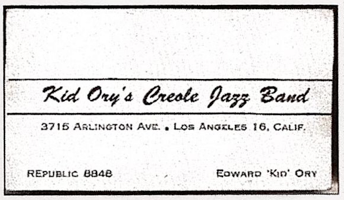 Kid Ory's Creole Jazz Band
3715 ARLINGTON AVE. • LOS ANGELES 16, CALIF.
REPUBLIC 8848 EDWARD 'KID' ORY